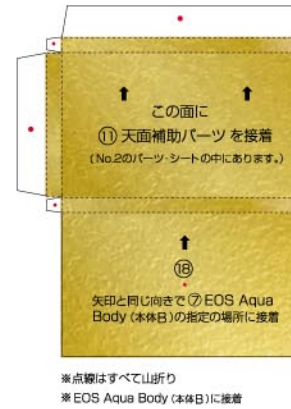 この面に
⑪ 天面補助パーツ を接着
(No.2のパーツ・シートの中にあります。)
⑱
矢印と同じ向きで ⑦ EOS Aqua
Body (本体B) の指定の場所に接着
※点線はすべて山折り
※EOS Aqua Body (本体B) に接着